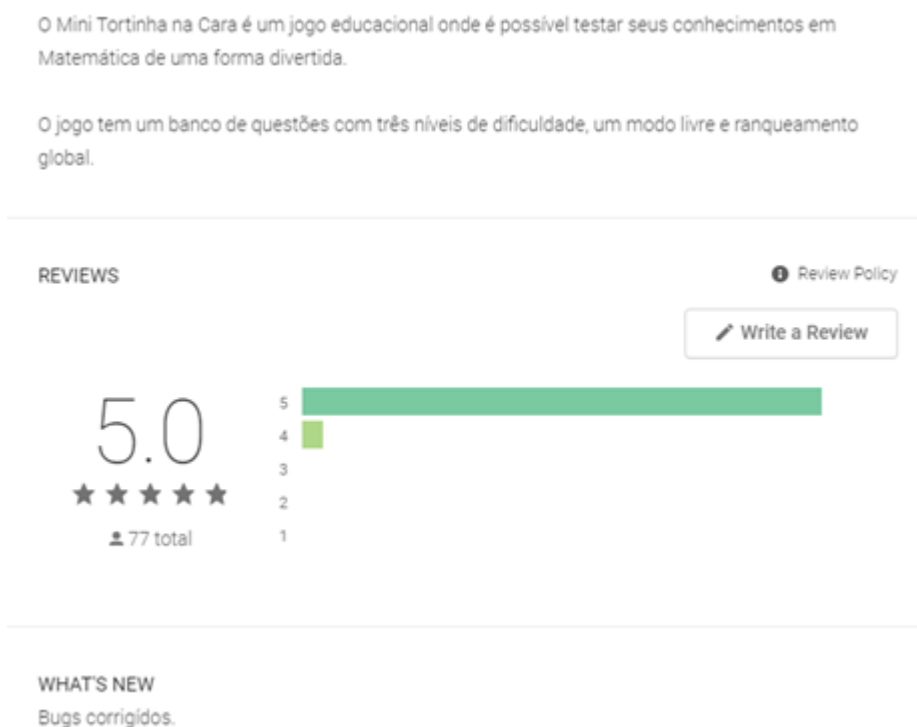 O Mini Tortinha na Cara é um jogo educacional onde é possível testar seus conhecimentos em
Matemática de uma forma divertida.
O jogo tem um banco de questões com três níveis de dificuldade, um modo livre e ranqueamento
global.
REVIEWS
Review Policy
Write a Review
5.0
77 total
5
4
3
2
1
WHAT'S NEW
Bugs corrigídos.